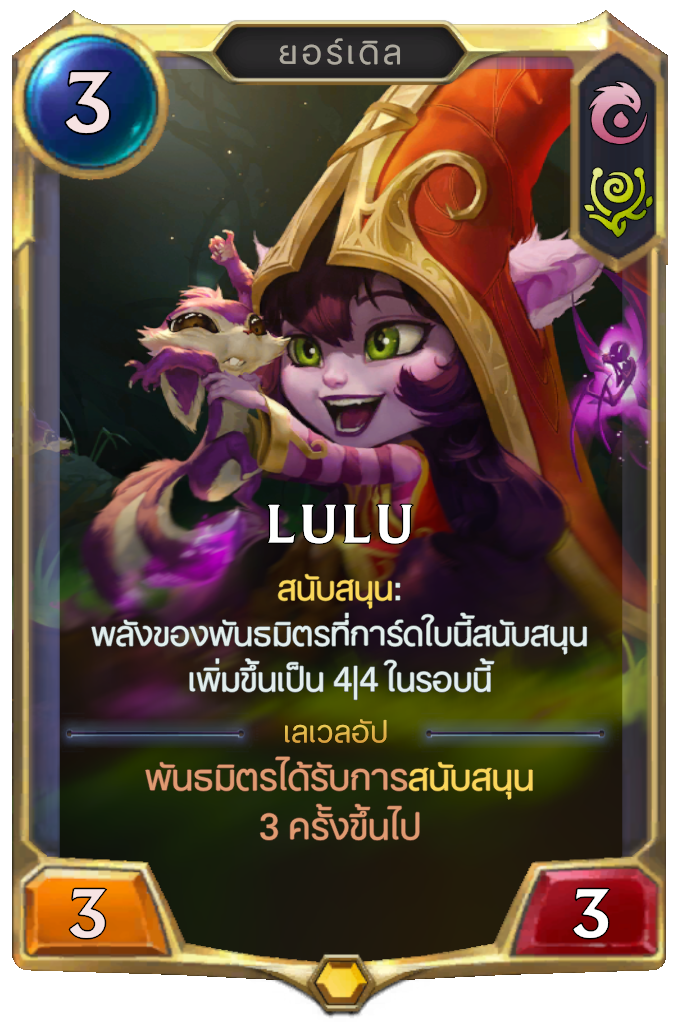 ยอร์เดิล
3
LULU
สนับสนุน:
พลังของพันธมิตรที่การ์ดใบนี้สนับสนุน
เพิ่มขึ้นเป็น 4|4 ในรอบนี้
เลเวลอัป
พันธมิตรได้รับการสนับสนุน
3 ครั้งขึ้นไป
3
3